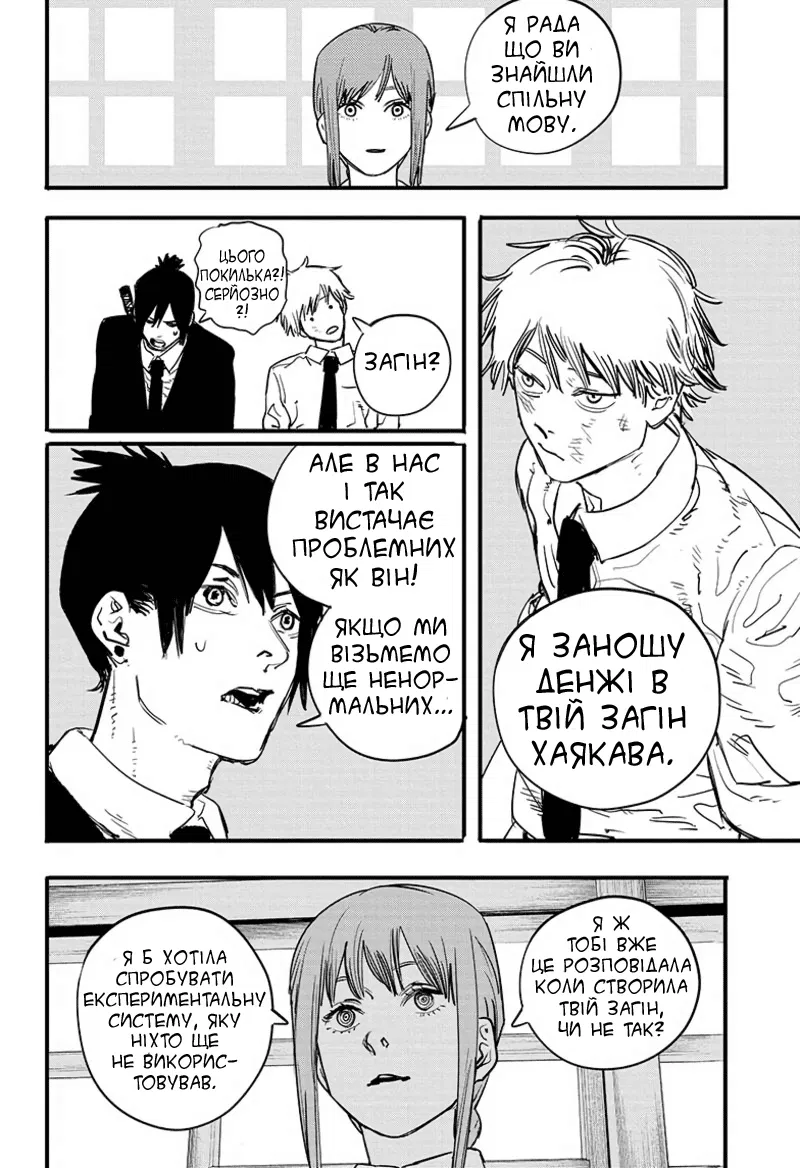 Я РАДА
ЩО ВИ
ЗНАЙШЛИ
СПІЛЬНУ
МОВУ.
Я ЗАНОШУ
ДЕНЖІ В
ТВІЙ ЗАГІН
ХАЯКАВА.
ЗАГІН?
ЦЬОГО
ПОКИЛЬКА?!
СЕРЙОЗНО
?!
АЛЕ В НАС
І ТАК
ВИСТАЧАЄ
ПРОБЛЕМНИХ
ЯК ВІН!
ЯКЩО МИ
ВІЗЬМЕМО
ЩЕ НЕНОР-
МАЛЬНИХ...
Я Ж
ТОБІ ВЖЕ
ЦЕ РОЗПОВІДАЛА
КОЛИ СТВОРИЛА
ТВІЙ ЗАГІН,
ЧИ НЕ ТАК?
Я Б ХОТІЛА
СПРОБУВАТИ
ЕКСПЕРИМЕНТАЛЬНУ
СИСТЕМУ, ЯКУ
НІХТО ЩЕ
НЕ ВИКОРИС-
ТОВУВАВ.